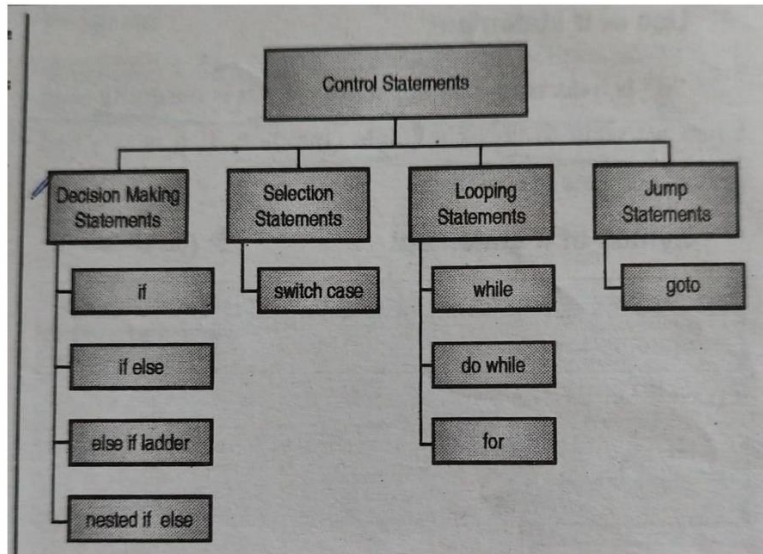 Control Statements
Decision Making
Statements
if
if else
else if ladder
nested if else
Selection
Statements
switch case
Looping
Statements
while
do while
for
Jump
Statements
goto